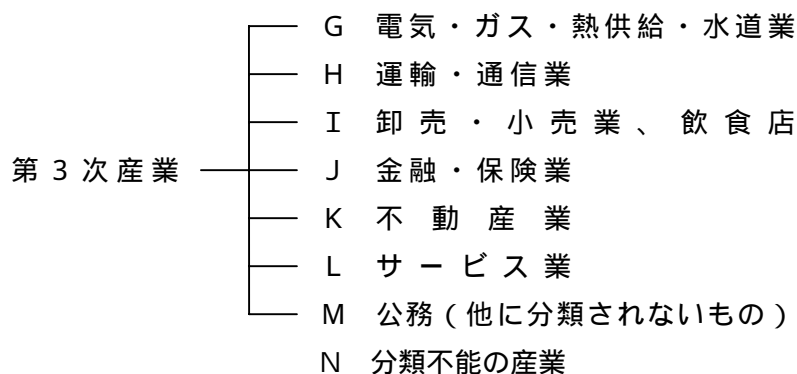 G 電気・ガス・熱供給・水道業
H 運輸・通信業
I 卸売・小売業、飲食店
第3次産業 J 金融・保険業
K 不動産業
L サービス業
M 公務(他に分類されないもの)
N 分類不能の産業